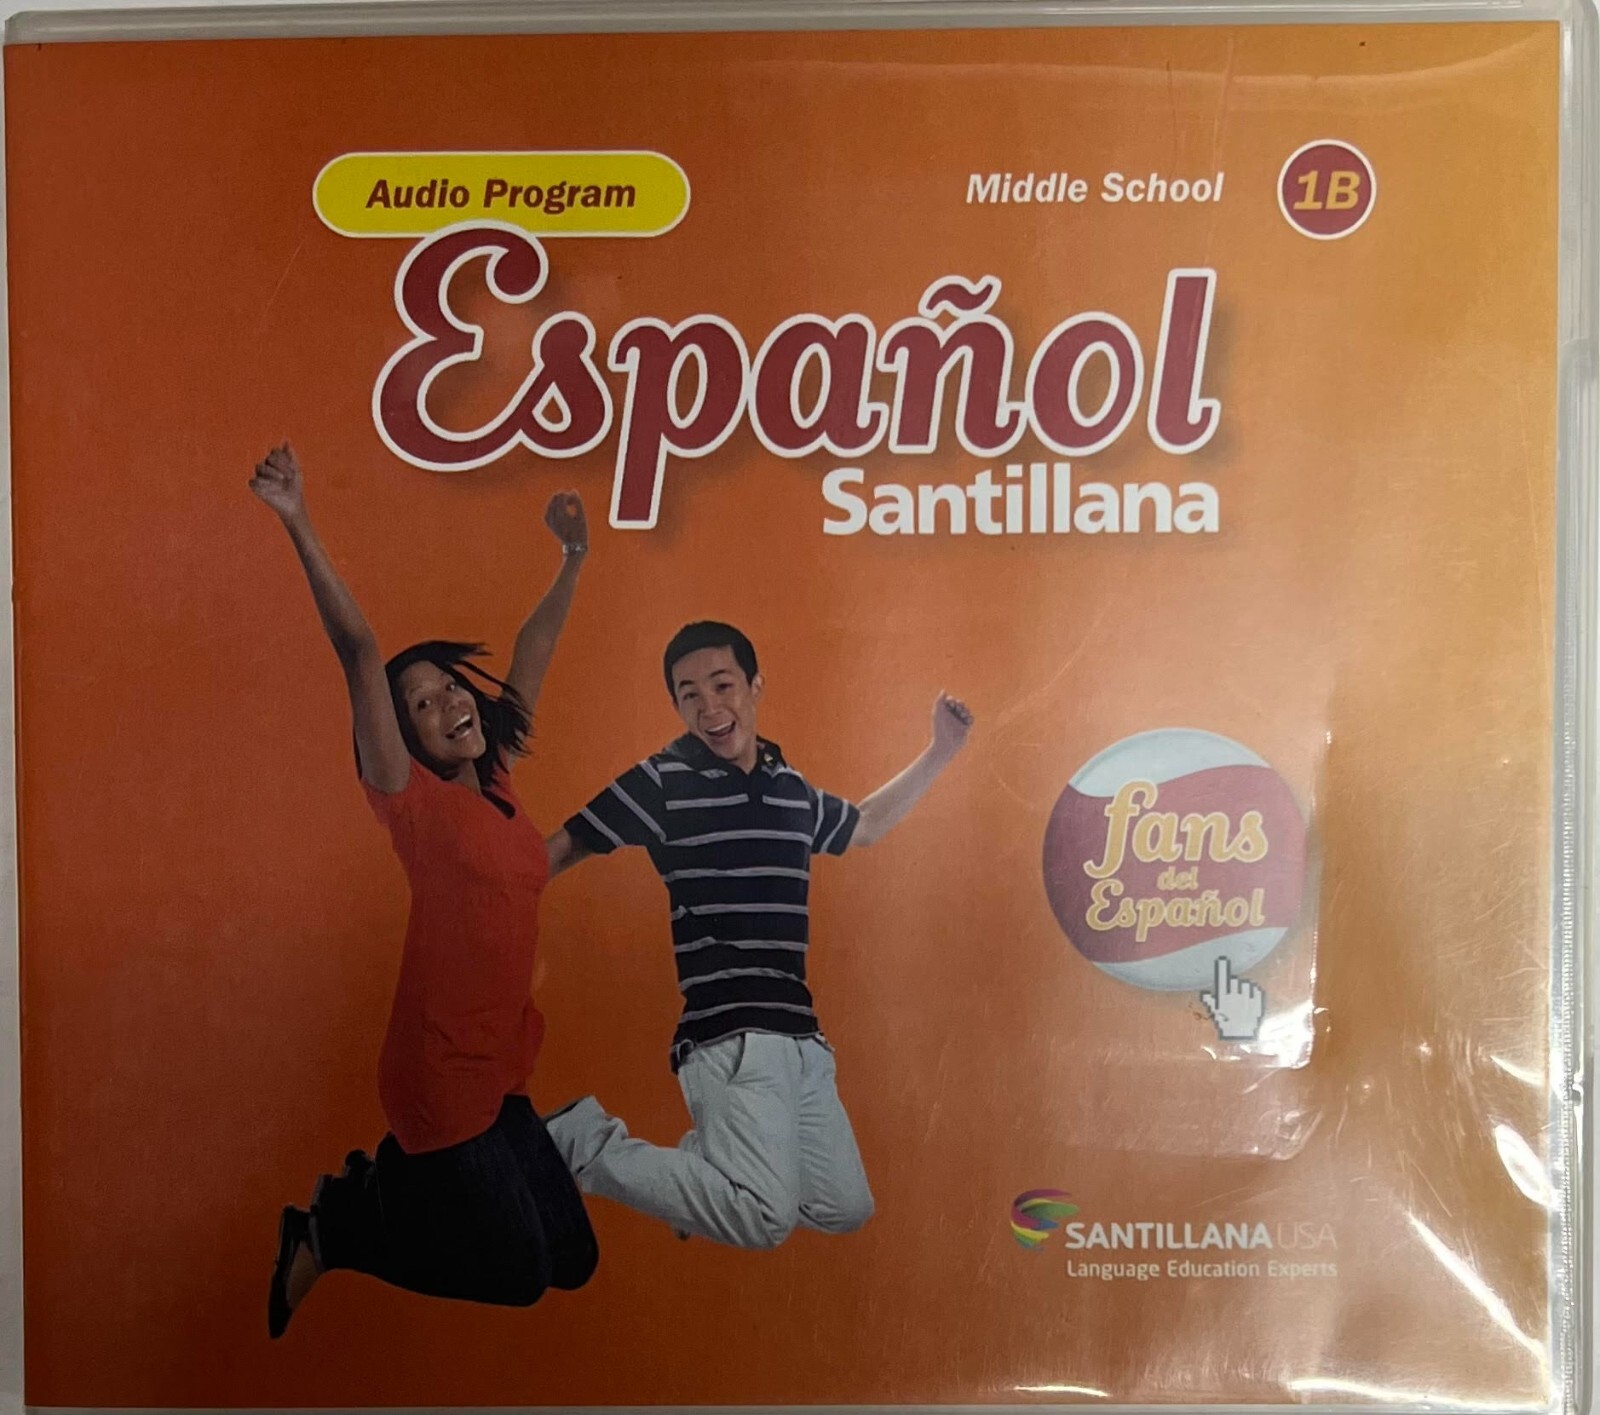 Audio Program
Middle School 1B
Español
Santillana
fans
del
Español
SANTILLANA USA
Language Education Experts